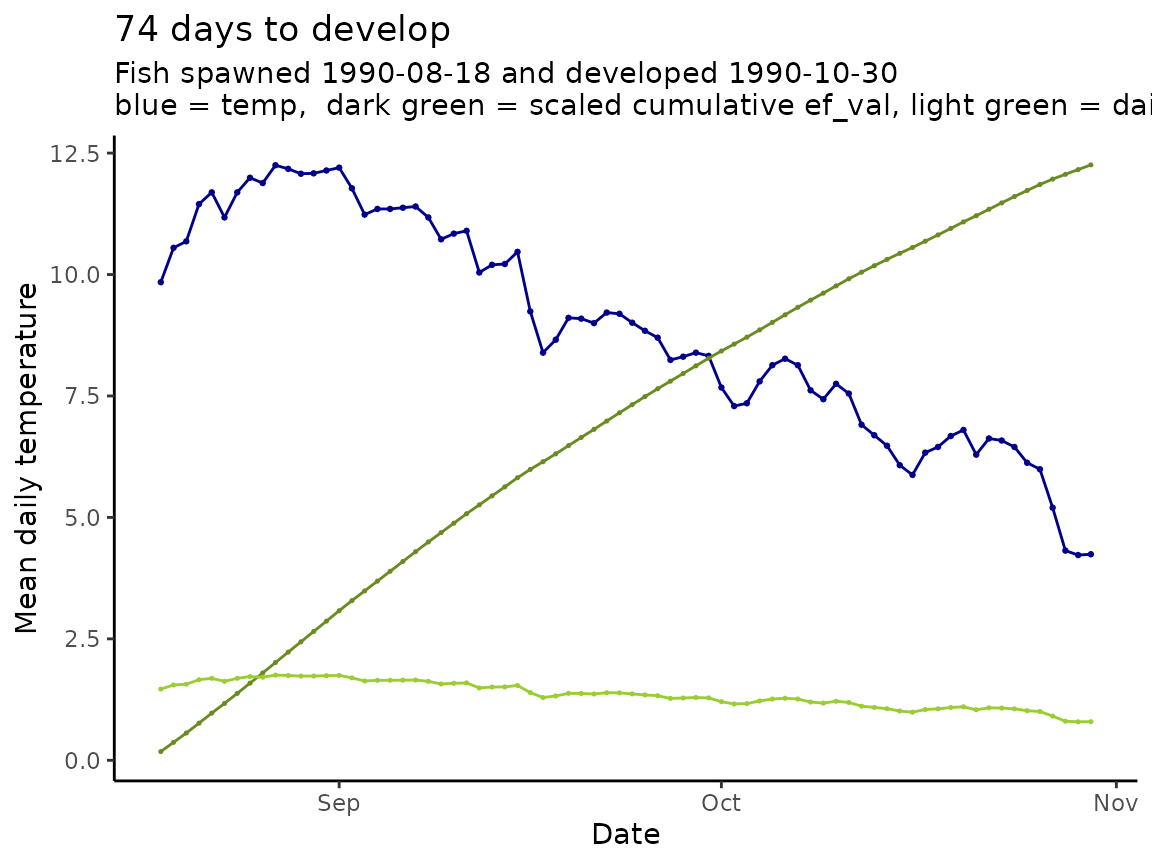 74 days to develop
Fish spawned 1990-08-18 and developed 1990-10-30
blue = temp,  dark green = scaled cumulative ef_val, light green = dai
12.5
10.0
7.5
5.0
2.5
0.0
Mean daily temperature
Sep
Oct
Nov
Date